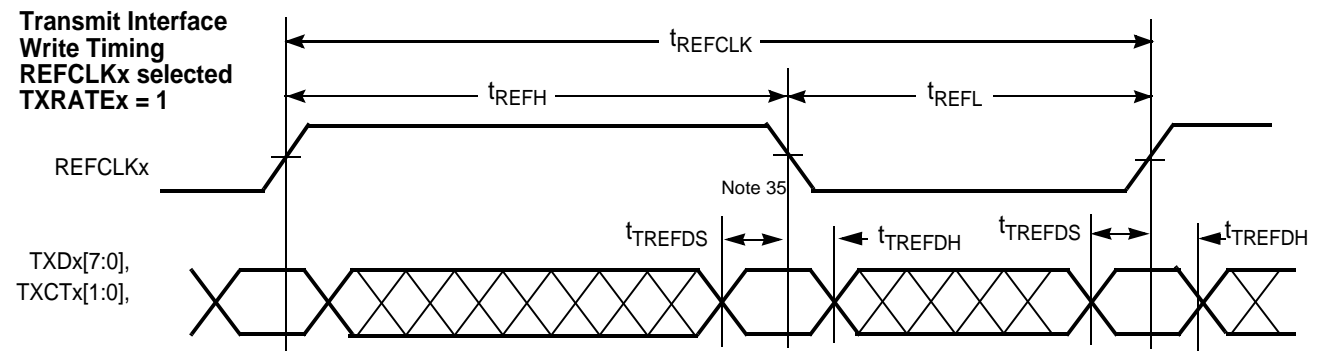 Transmit Interface
Write Timing
REFCLKx selected
TXRATEx = 1
tREFCLK
tREFH
tREFL
REFCLKx
Note 35
tTREFDS
tTREFDH
tTREFDS
tTREFDH
TXDx[7:0],
TXCTx[1:0],